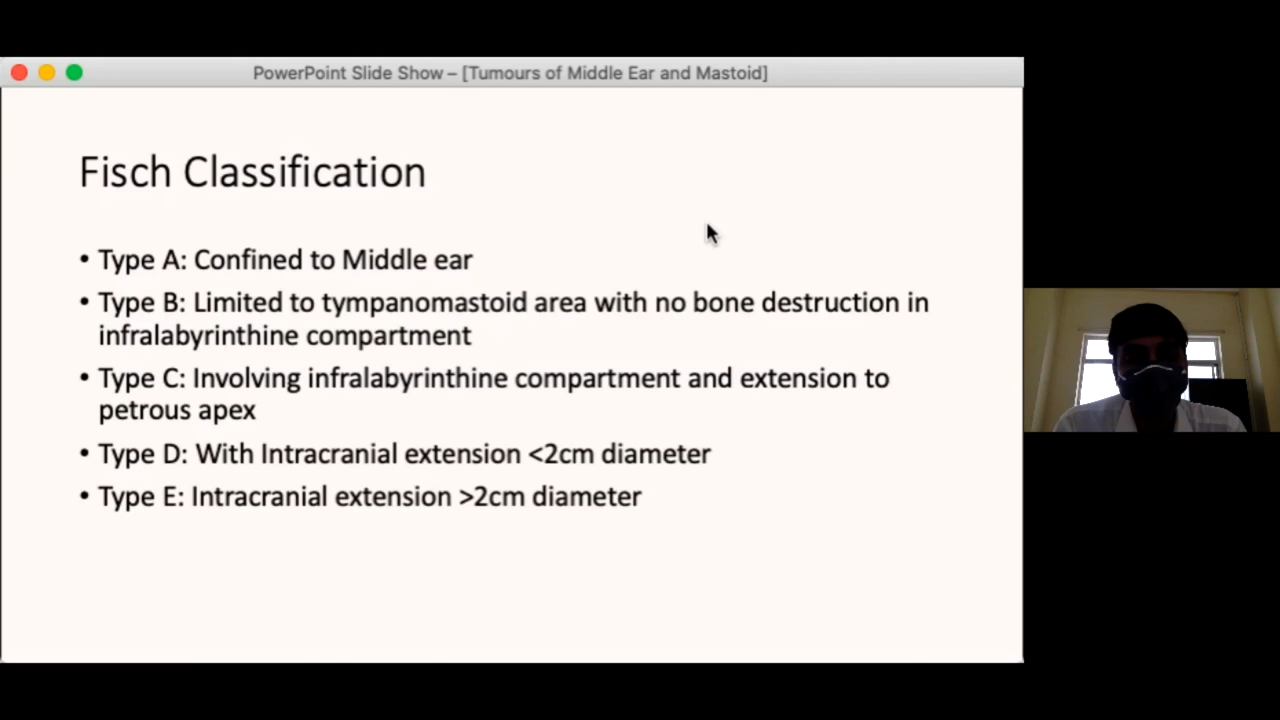 PowerPoint Slide Show – [Tumours of Middle Ear and Mastoid]
Fisch Classification
• Type A: Confined to Middle ear
• Type B: Limited to tympanomastoid area with no bone destruction in
infralabyrinthine compartment
• Type C: Involving infralabyrinthine compartment and extension to
petrous apex
• Type D: With Intracranial extension <2cm diameter
• Type E: Intracranial extension >2cm diameter